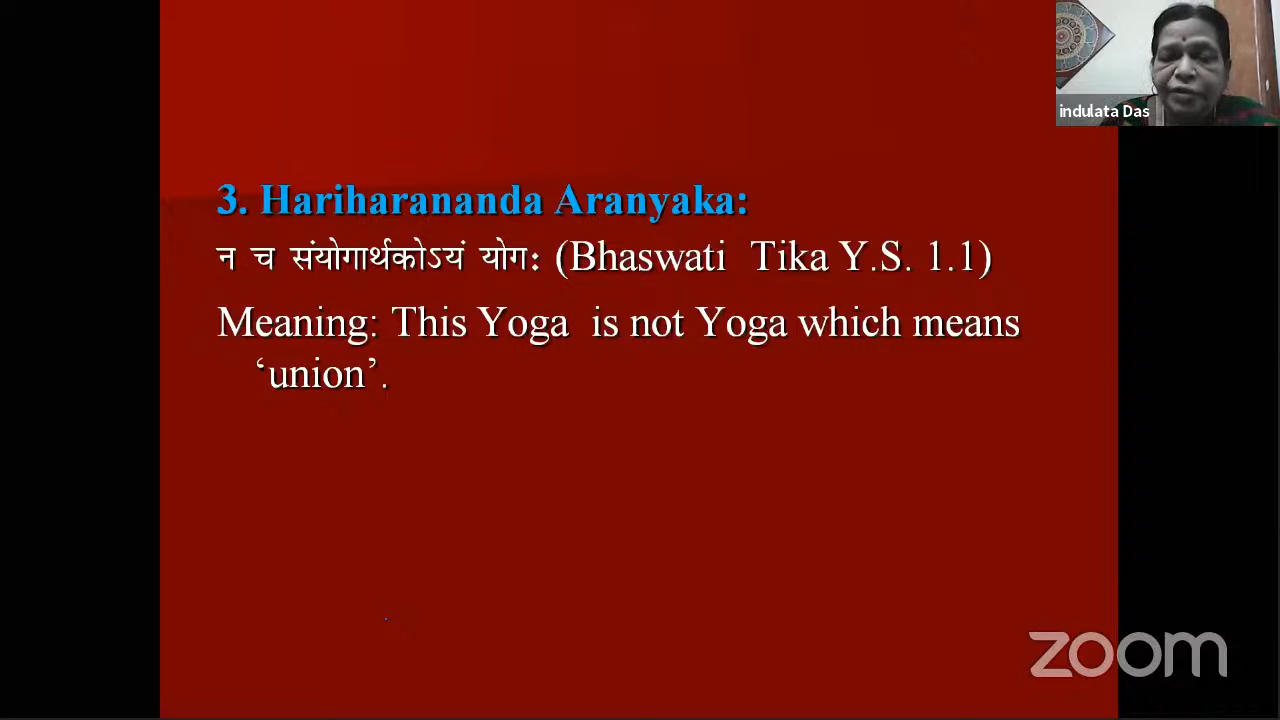 indulata Das
3. Hariharananda Aranyaka:
न च संयोगार्थकोऽयं योगः (Bhaswati Tika Y.S. 1.1)
Meaning: This Yoga is not Yoga which means
‘union’.
zoom